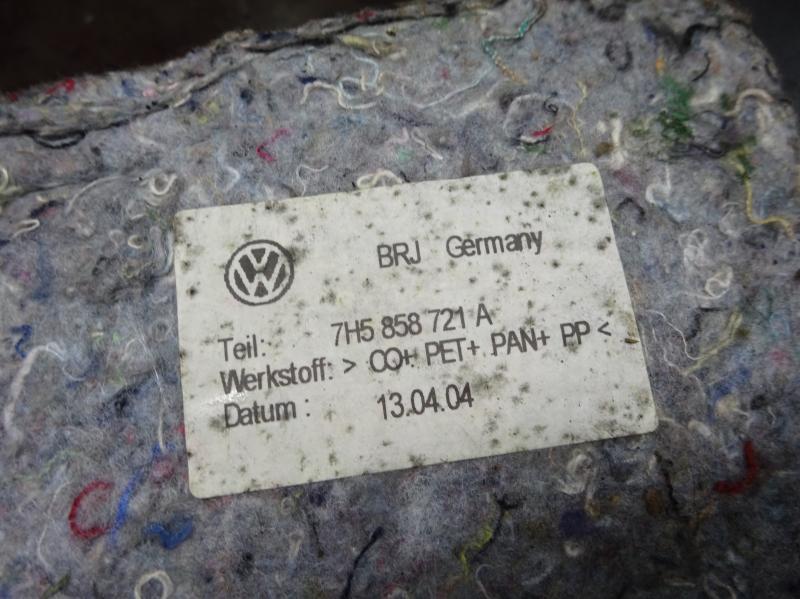 BRJ Germany
Teil: 7H5 858 721 A
Werkstoff: > CO+ PET+ PAN+ PP <
Datum : 13.04.04